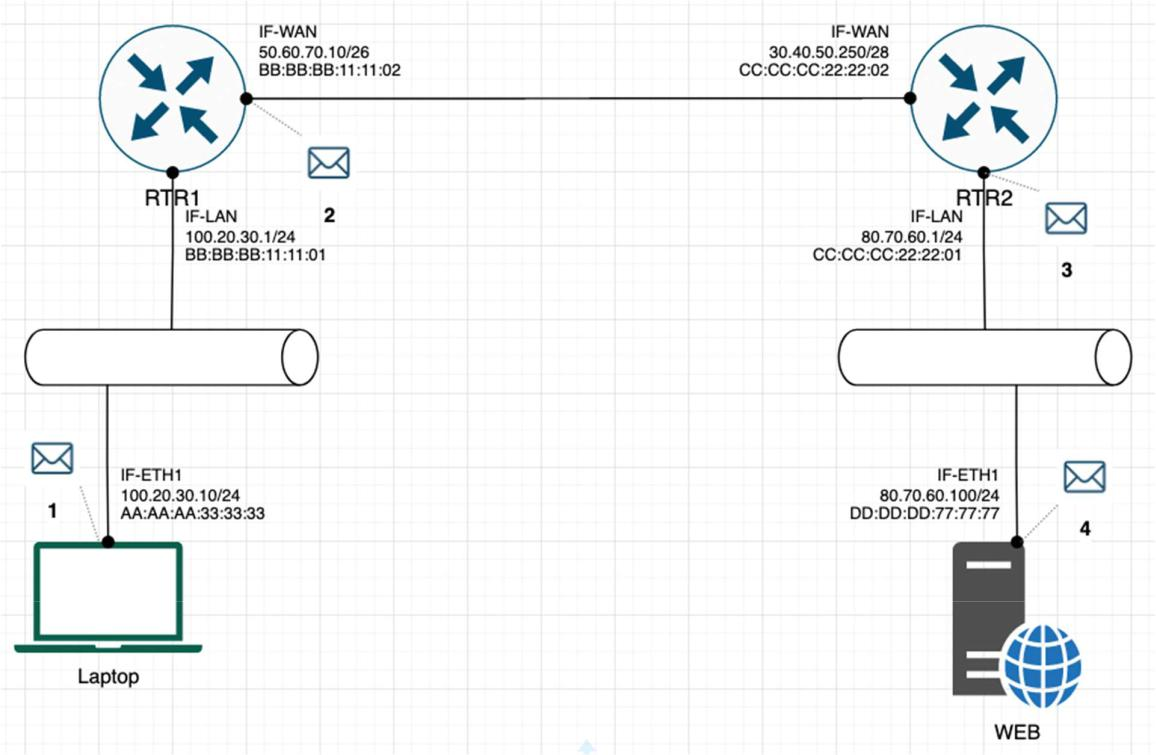 IF-WAN
50.60.70.10/26
BB:BB:BB:11:11:02
IF-WAN
30.40.50.250/28
CC:CC:CC:22:22:02
RTR1
2
IF-LAN
100.20.30.1/24
BB:BB:BB:11:11:01
RTR2
IF-LAN
80.70.60.1/24
CC:CC:CC:22:22:01
3
1
IF-ETH1
100.20.30.10/24
AA:AA:AA:33:33:33
IF-ETH1
80.70.60.100/24
DD:DD:DD:77:77:77
4
Laptop
WEB